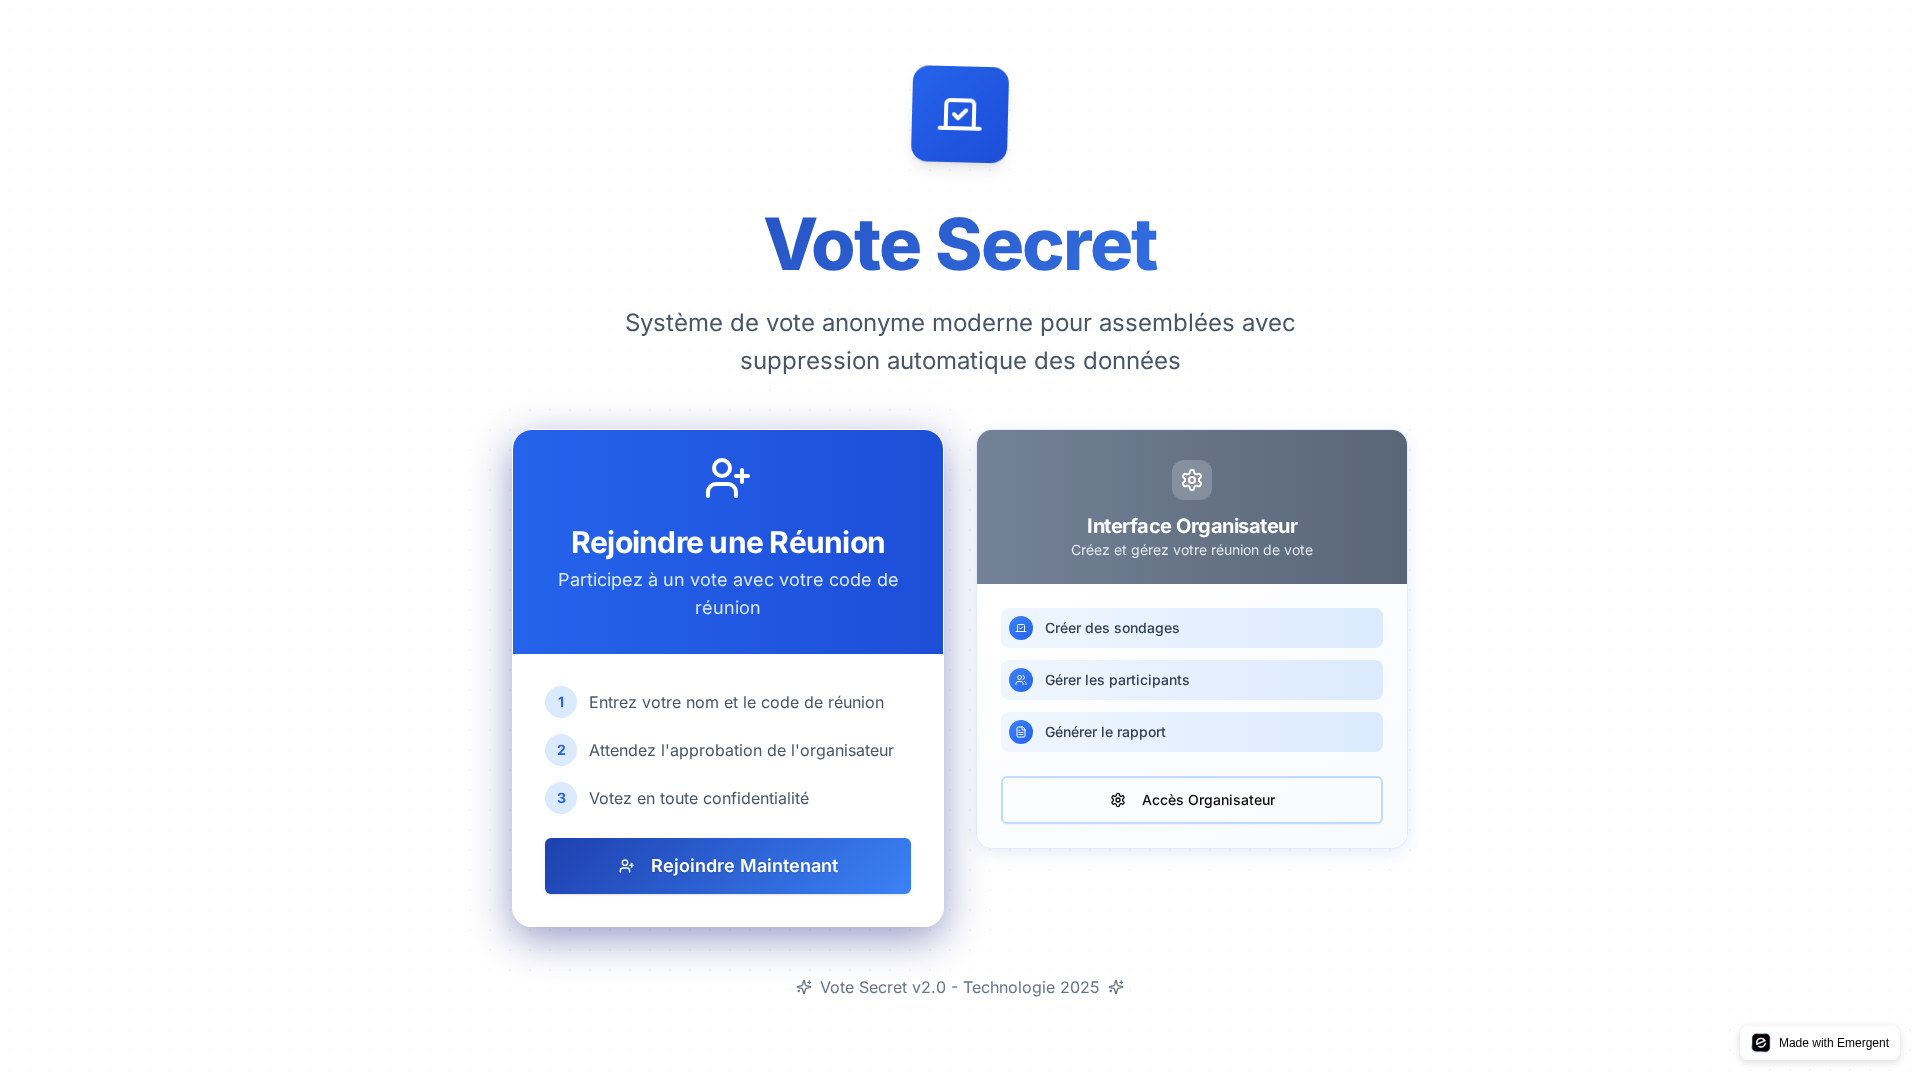 Vote Secret
Système de vote anonyme moderne pour assemblées avec
suppression automatique des données
Rejoindre une Réunion
Participez à un vote avec votre code de
réunion
1 Entrez votre nom et le code de réunion
2 Attendez l'approbation de l'organisateur
3 Votez en toute confidentialité
Rejoindre Maintenant
Interface Organisateur
Créez et gérez votre réunion de vote
Créer des sondages
Gérer les participants
Générer le rapport
Accès Organisateur
Vote Secret v2.0 - Technologie 2025
Made with Emergent